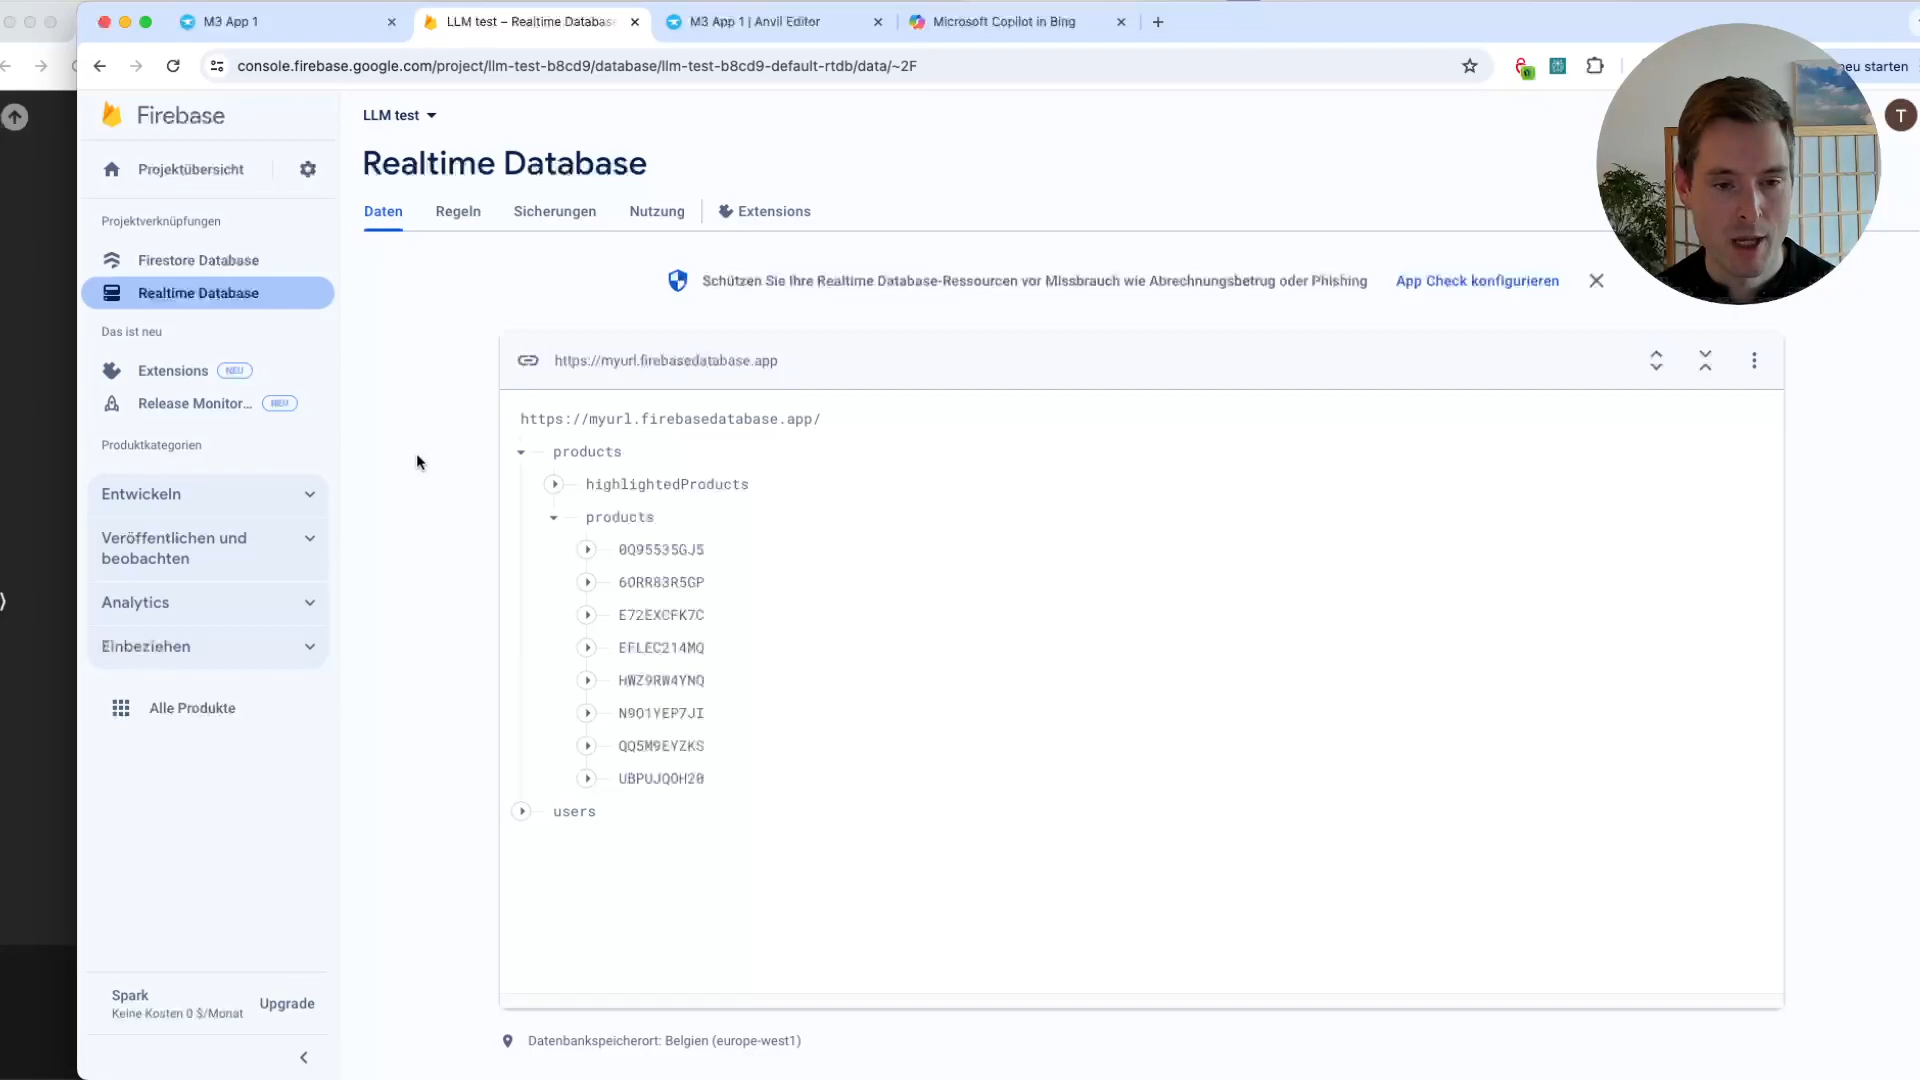 M3 App 1
LLM test – Realtime Database
M3 App 1 | Anvil Editor
Microsoft Copilot in Bing
console.firebase.google.com/project/llm-test-b8cd9/database/llm-test-b8cd9-default-rtdb/data/~2F
neu starten
Firebase
LLM test
T
Realtime Database
Projektübersicht
Daten
Regeln
Sicherungen
Nutzung
Extensions
Projektverknüpfungen
Firestore Database
Realtime Database
Schützen Sie Ihre Realtime Database-Ressourcen vor Missbrauch wie Abrechnungsbetrug oder Phishing
App Check konfigurieren
Das ist neu
Extensions NEU
Release Monitor... NEU
Produktkategorien
Entwickeln
Veröffentlichen und
beobachten
Analytics
Einbeziehen
Alle Produkte
Spark
Keine Kosten 0 $/Monat
Upgrade
https://myurl.firebasedatabase.app
https://myurl.firebasedatabase.app/
products
highlightedProducts
products
0Q95535GJ5
6ORR83R5GP
E72EXCFK7C
EFLEC214MQ
HWZ9RW4YNQ
N9O1YEP7JI
QQ5M9EYZKS
UBPUJQOH20
users
Datenbankspeicherort: Belgien (europe-west1)